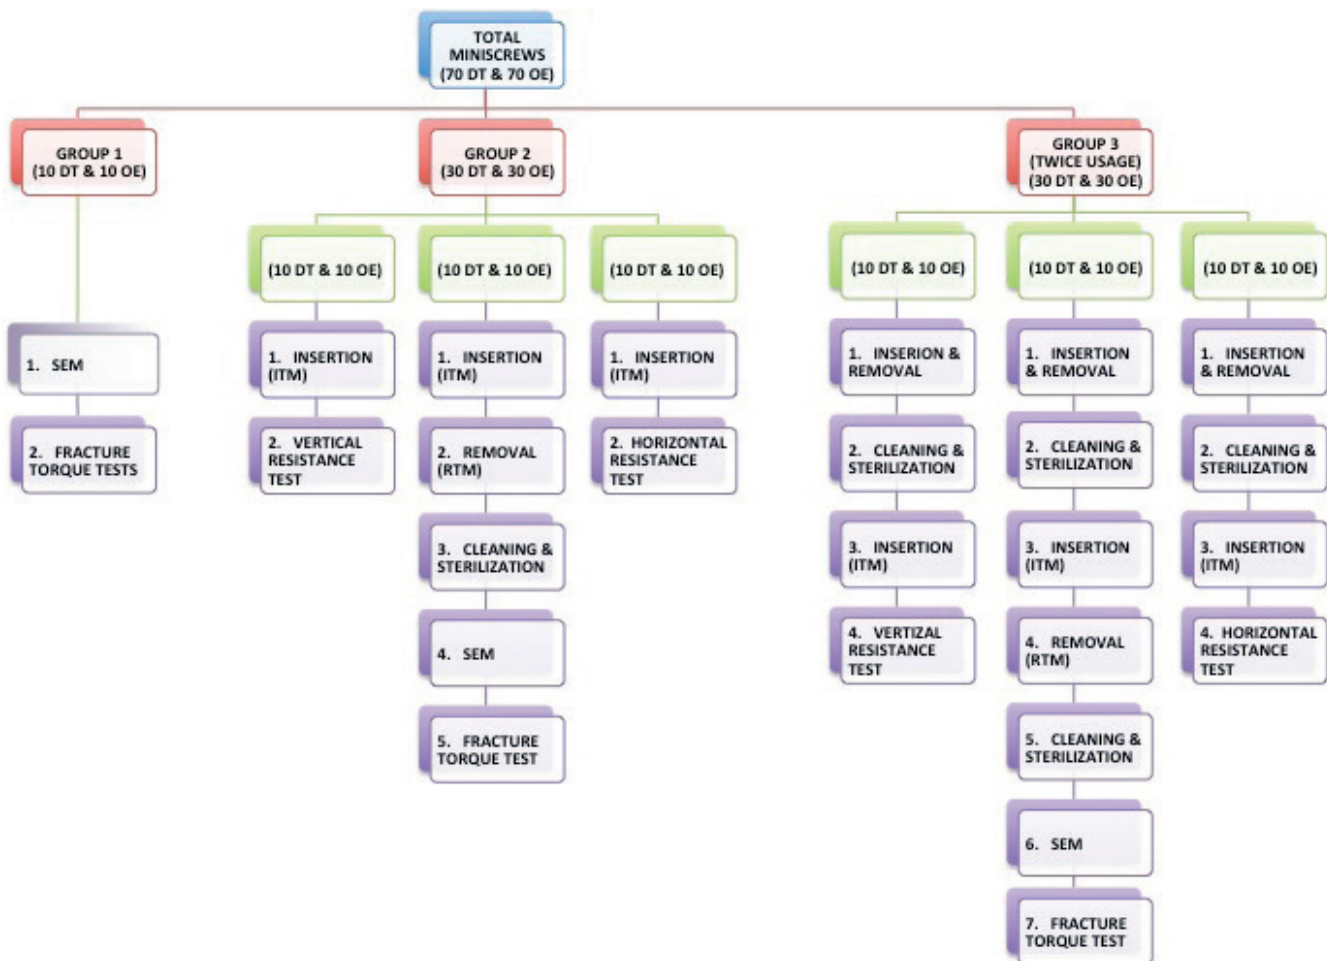 TOTAL
MINISCREWS
(70 DT & 70 OE)
GROUP 1
(10 DT & 10 OE)
GROUP 2
(30 DT & 30 OE)
GROUP 3
(TWICE USAGE)
(30 DT & 30 OE)
(10 DT & 10 OE)
(10 DT & 10 OE)
(10 DT & 10 OE)
(10 DT & 10 OE)
(10 DT & 10 OE)
(10 DT & 10 OE)
1. SEM
2. FRACTURE
TORQUE TESTS
1. INSERTION
(ITM)
2. VERTICAL
RESISTANCE
TEST
1. INSERTION
(ITM)
2. REMOVAL
(RTM)
3. CLEANING &
STERILIZATION
4. SEM
5. FRACTURE
TORQUE TEST
1. INSERTION
(ITM)
2. HORIZONTAL
RESISTANCE
TEST
1. INSERION &
REMOVAL
2. CLEANING &
STERILIZATION
3. INSERTION
(ITM)
4. VERTIZAL
RESISTANCE
TEST
1. INSERTION
& REMOVAL
2. CLEANING &
STERILIZATION
3. INSERTION
(ITM)
4. REMOVAL
(RTM)
5. CLEANING &
STERILIZATION
6. SEM
7. FRACTURE
TORQUE TEST
1. INSERTION
& REMOVAL
2. CLEANING &
STERILIZATION
3. INSERTION
(ITM)
4. HORIZONTAL
RESISTANCE
TEST